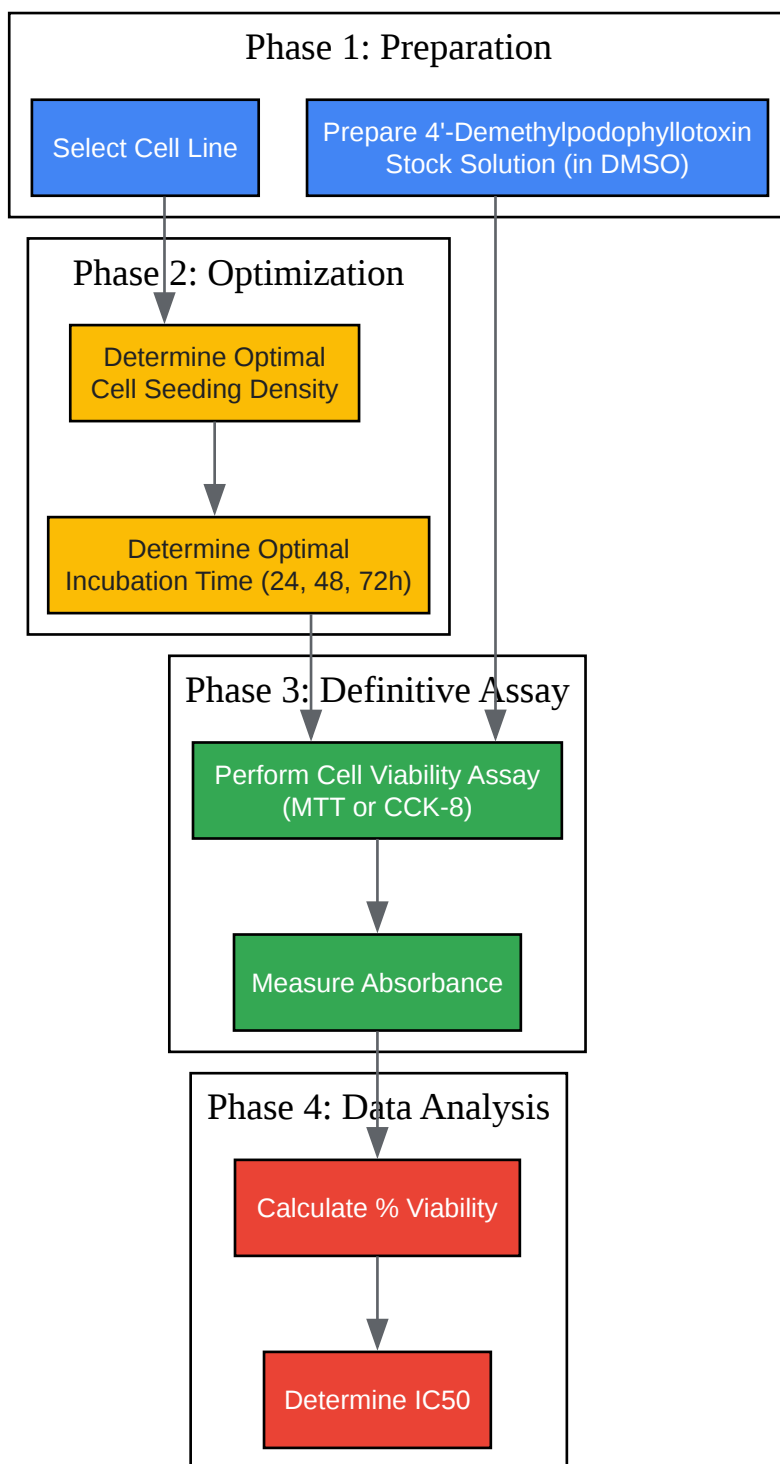 Phase 1: Preparation
Select Cell Line
Prepare 4'-Demethylpodophyllotoxin
Stock Solution (in DMSO)
Phase 2: Optimization
Determine Optimal
Cell Seeding Density
Determine Optimal
Incubation Time (24, 48, 72h)
Phase 3: Definitive Assay
Perform Cell Viability Assay
(MTT or CCK-8)
Measure Absorbance
Phase 4: Data Analysis
Calculate % Viability
Determine IC50